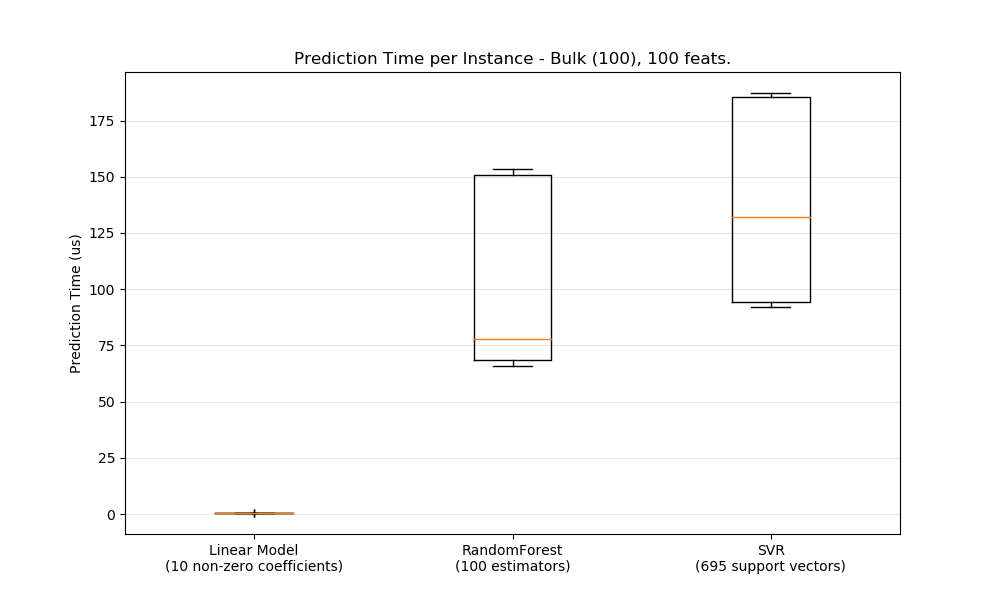 Prediction Time per Instance - Bulk (100), 100 feats.
Prediction Time (us)
175
150
125
100
75
50
25
0
Linear Model
(10 non-zero coefficients)
RandomForest
(100 estimators)
SVR
(695 support vectors)